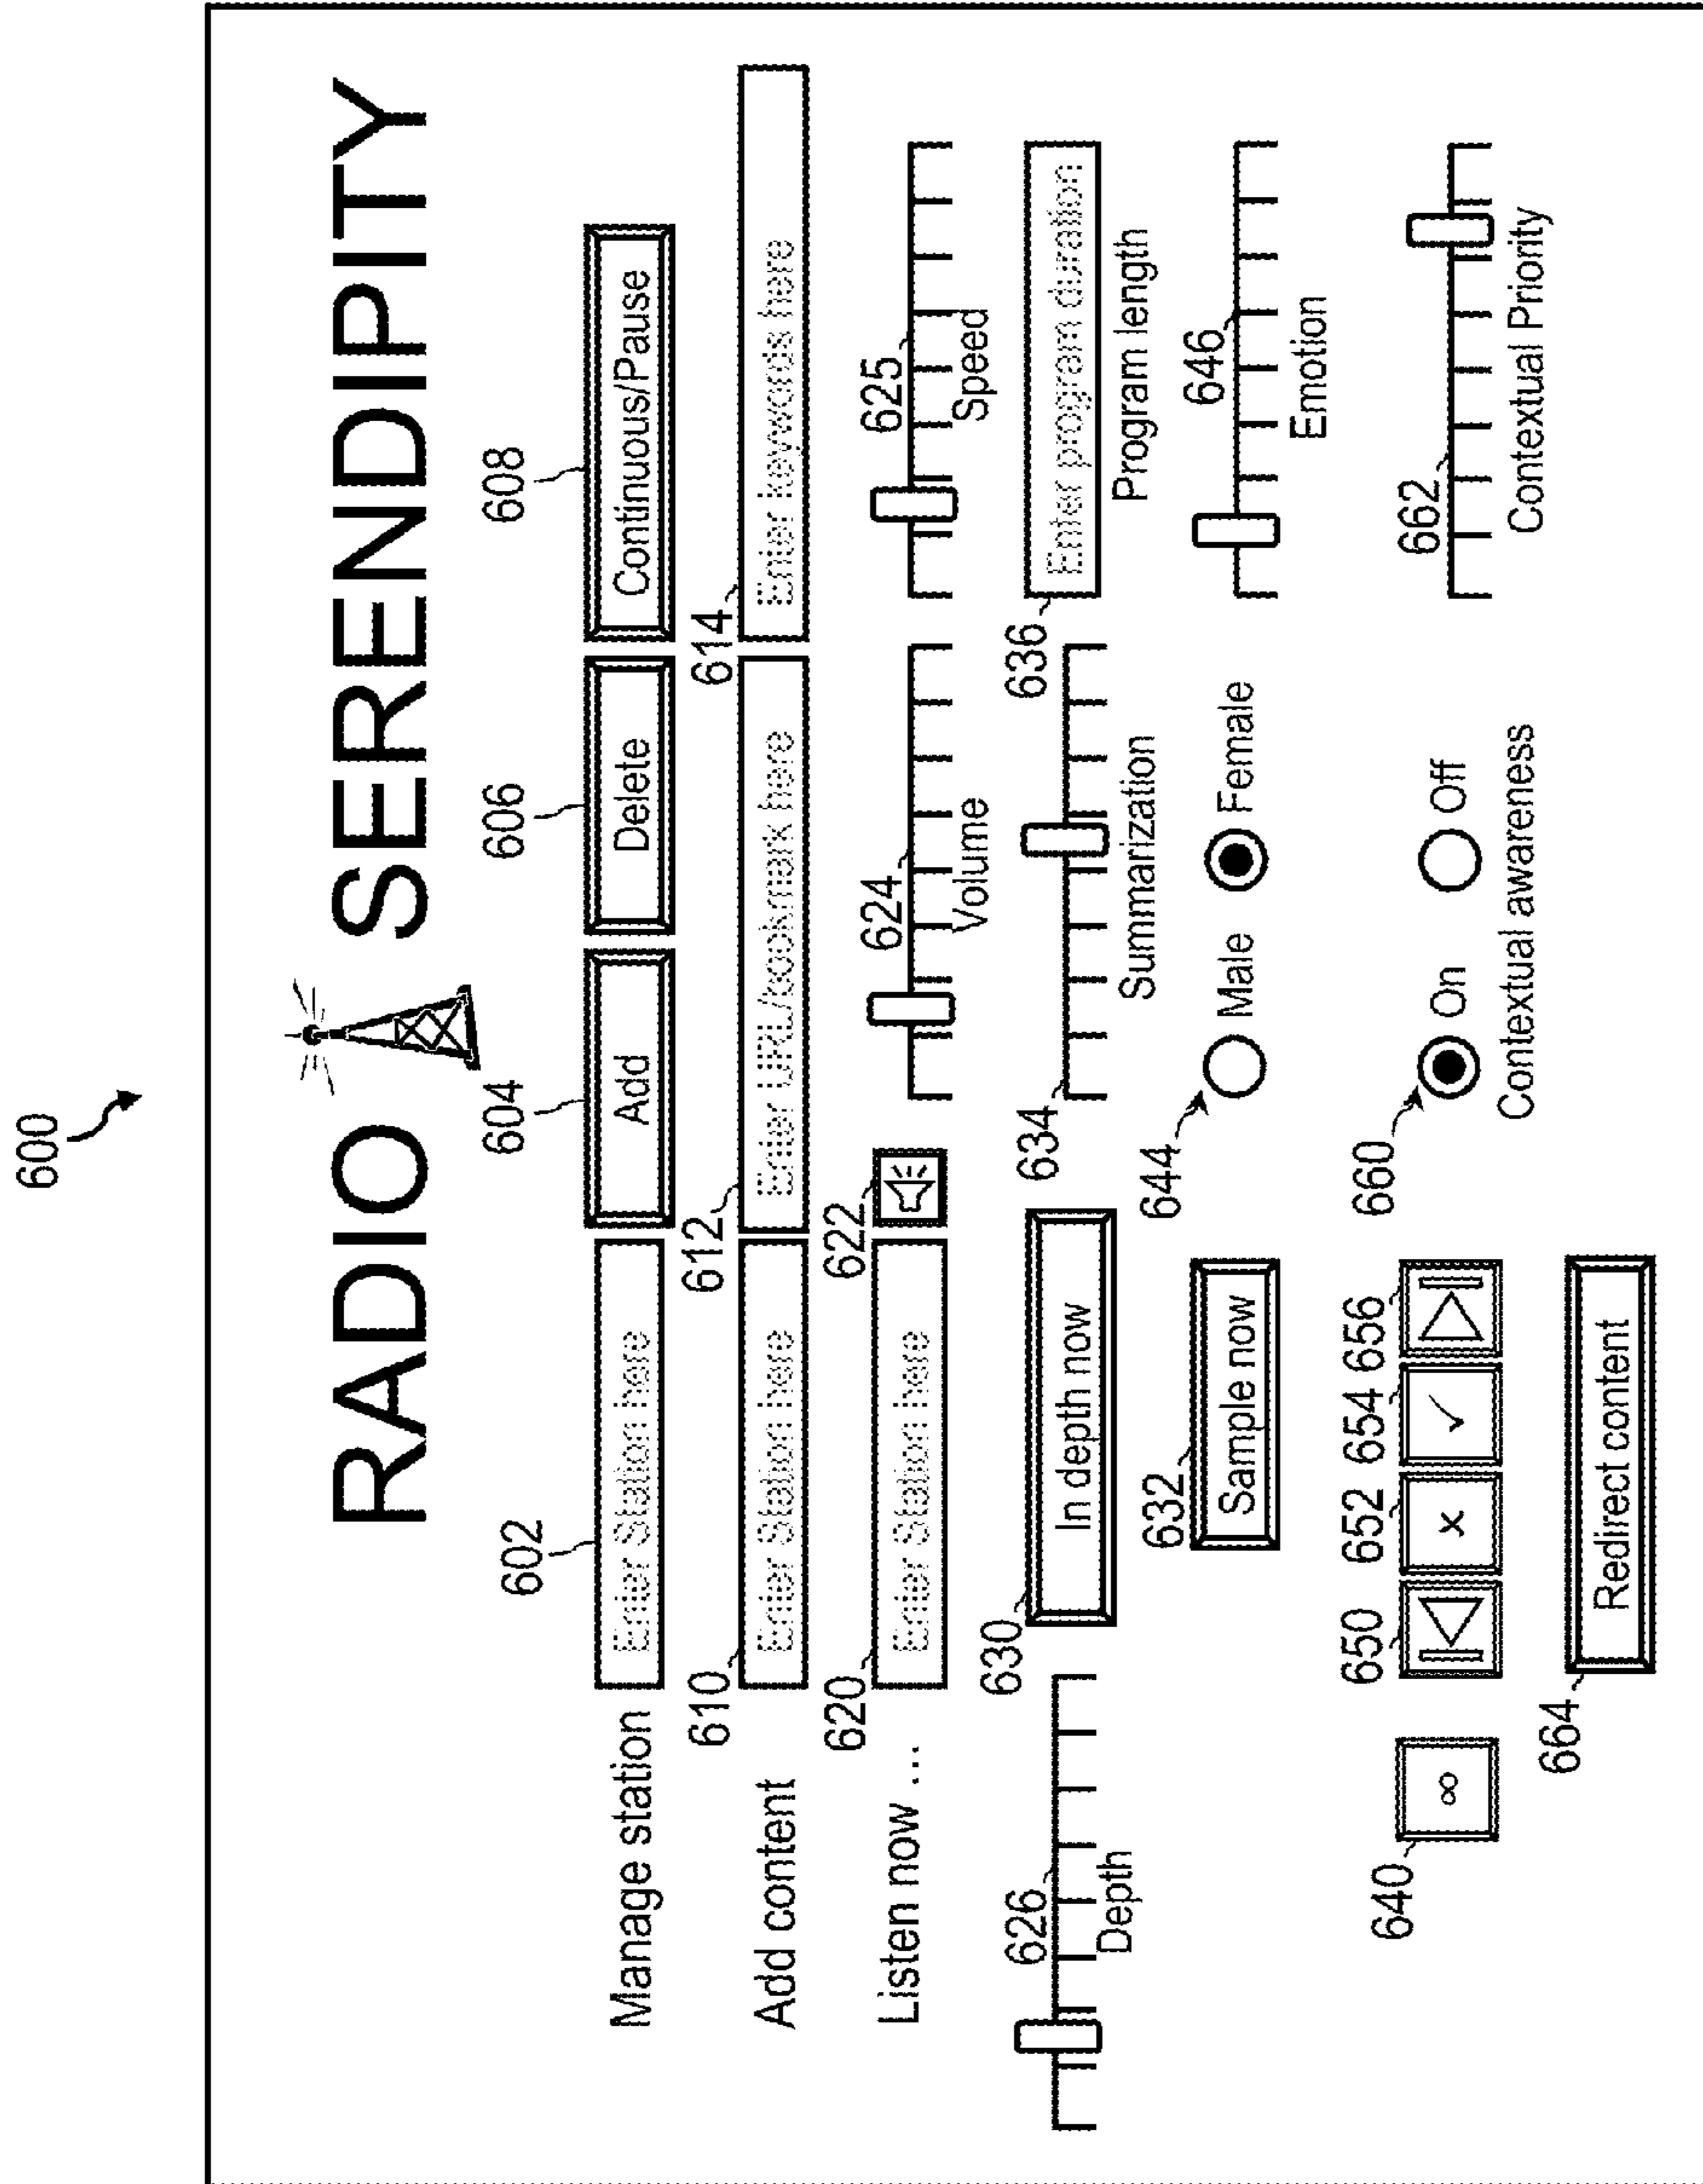 600
RADIO SERENDIPITY
602 604 606 608
Manage station Enter Station here Add Delete Continuous/Pause
610 612 614
Add content Enter Station here Enter URL/bookmark here Enter keywords here
620 622 624 625
Listen now ... Enter Station here Volume Speed
626 630 634 636
Depth In depth now Summarization Enter program duration
Program length
632 644 646
Sample now Male Female Emotion
640 650 652 654 656 660 662
∞ x ✓ On Off
Contextual awareness Contextual Priority
664
Redirect content